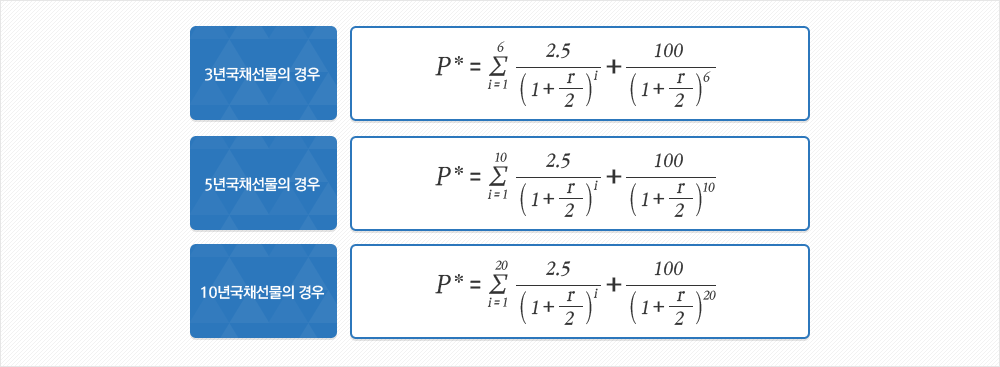 3년국채선물의 경우
P* = \sum_{i=1}^{6} \frac{2.5}{\left(1+\frac{r}{2}\right)^{i}} + \frac{100}{\left(1+\frac{r}{2}\right)^{6}}
5년국채선물의 경우
P* = \sum_{i=1}^{10} \frac{2.5}{\left(1+\frac{r}{2}\right)^{i}} + \frac{100}{\left(1+\frac{r}{2}\right)^{10}}
10년국채선물의 경우
P* = \sum_{i=1}^{20} \frac{2.5}{\left(1+\frac{r}{2}\right)^{i}} + \frac{100}{\left(1+\frac{r}{2}\right)^{20}}